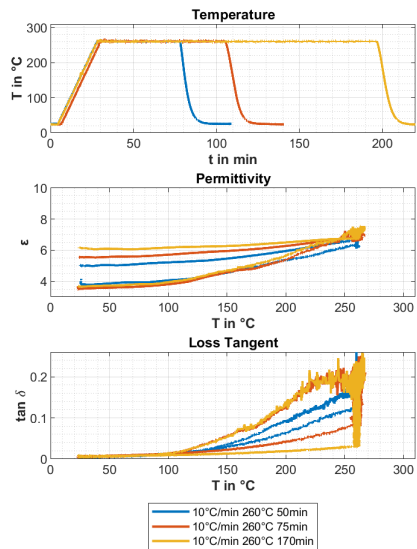 Temperature
300
200
100
0
T in °C
0 50 100 150 200
t in min
Permittivity
10
8
6
4
ε
0 50 100 150 200 250 300
T in °C
Loss Tangent
0.2
0.1
0
tan δ
0 50 100 150 200 250 300
T in °C
10°C/min 260°C 50min
10°C/min 260°C 75min
10°C/min 260°C 170min